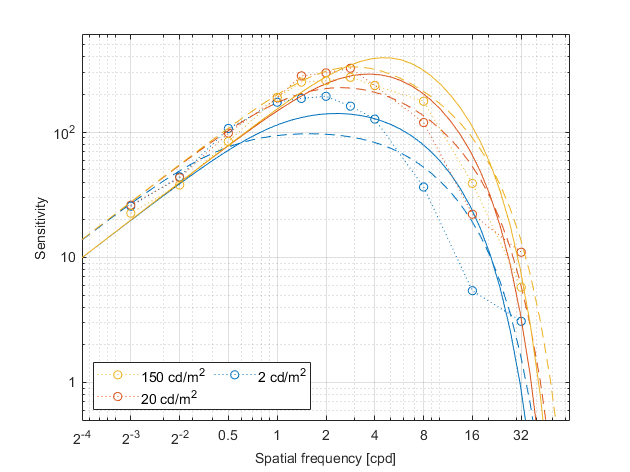 10²
10
1
Sensitivity
150 cd/m² 2 cd/m²
20 cd/m²
2⁻⁴ 2⁻³ 2⁻² 0.5 1 2 4 8 16 32
Spatial frequency [cpd]